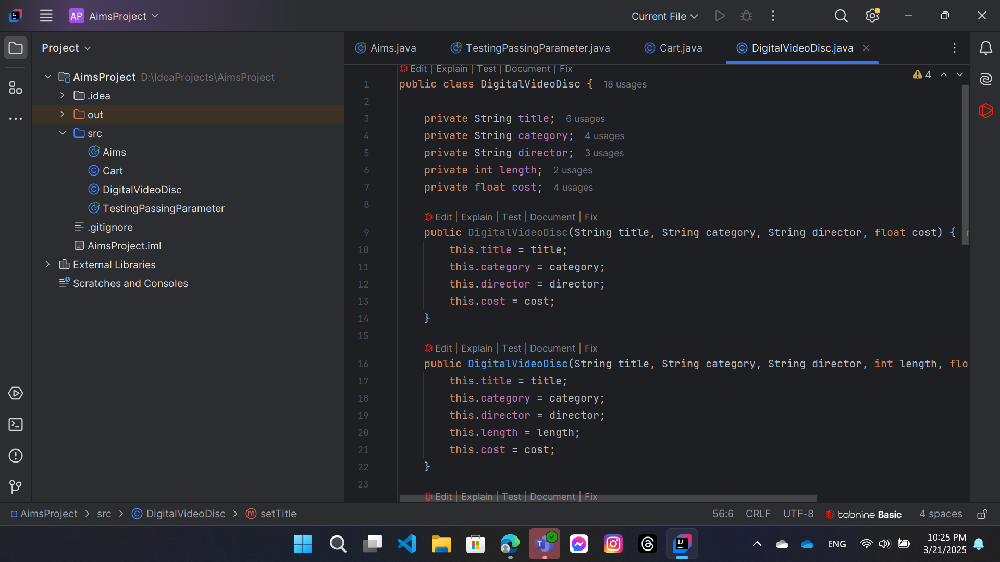 AP AimsProject
Current File
Project
AimsProject D:\IdeaProjects\AimsProject
.idea
out
src
Aims
Cart
DigitalVideoDisc
TestingPassingParameter
.gitignore
AimsProject.iml
External Libraries
Scratches and Consoles
Aims.java TestingPassingParameter.java Cart.java DigitalVideoDisc.java
4
Edit | Explain | Test | Document | Fix
1 public class DigitalVideoDisc { 18 usages
2
3 private String title; 6 usages
4 private String category; 4 usages
5 private String director; 3 usages
6 private int length; 2 usages
7 private float cost; 4 usages
8
Edit | Explain | Test | Document | Fix
9 public DigitalVideoDisc(String title, String category, String director, float cost) {
10 this.title = title;
11 this.category = category;
12 this.director = director;
13 this.cost = cost;
14 }
15
Edit | Explain | Test | Document | Fix
16 public DigitalVideoDisc(String title, String category, String director, int length, flo
17 this.title = title;
18 this.category = category;
19 this.director = director;
20 this.length = length;
21 this.cost = cost;
22 }
23
Edit | Explain | Test | Document | Fix
AimsProject > src > DigitalVideoDisc > setTitle
56:6 CRLF UTF-8 tabnine Basic 4 spaces
ENG
10:25 PM
3/21/2025